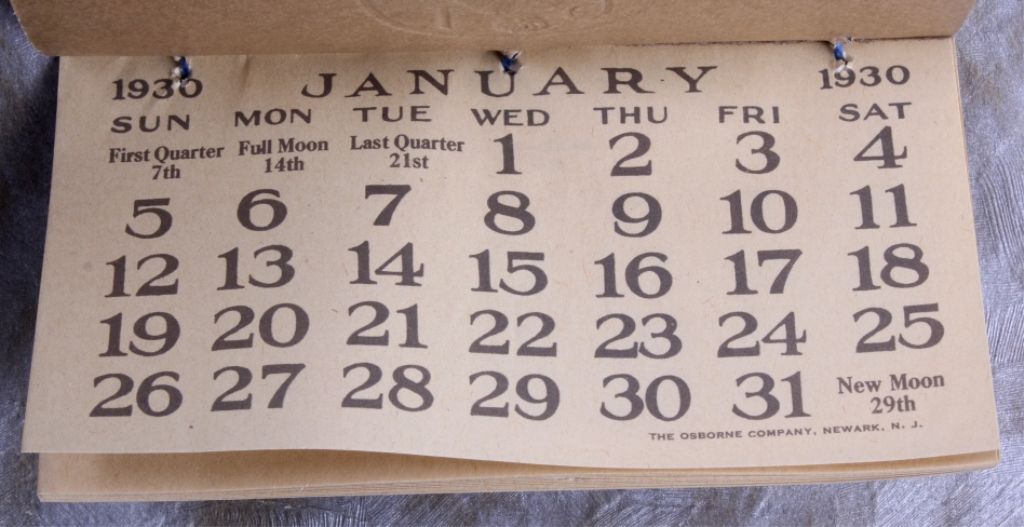 1930 JANUARY 1930
SUN MON TUE WED THU FRI SAT
First Quarter 7th Full Moon 14th Last Quarter 21st 1 2 3 4
5 6 7 8 9 10 11
12 13 14 15 16 17 18
19 20 21 22 23 24 25
26 27 28 29 30 31 New Moon 29th
THE OSBORNE COMPANY, NEWARK, N. J.